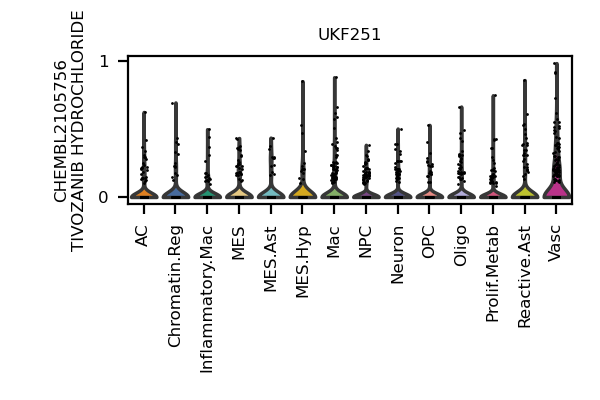 UKF251
CHEMBL2105756
TIVOZANIB HYDROCHLORIDE
1
0
AC
Chromatin.Reg
Inflammatory.Mac
MES
MES.Ast
MES.Hyp
Mac
NPC
Neuron
OPC
Oligo
Prolif.Metab
Reactive.Ast
Vasc